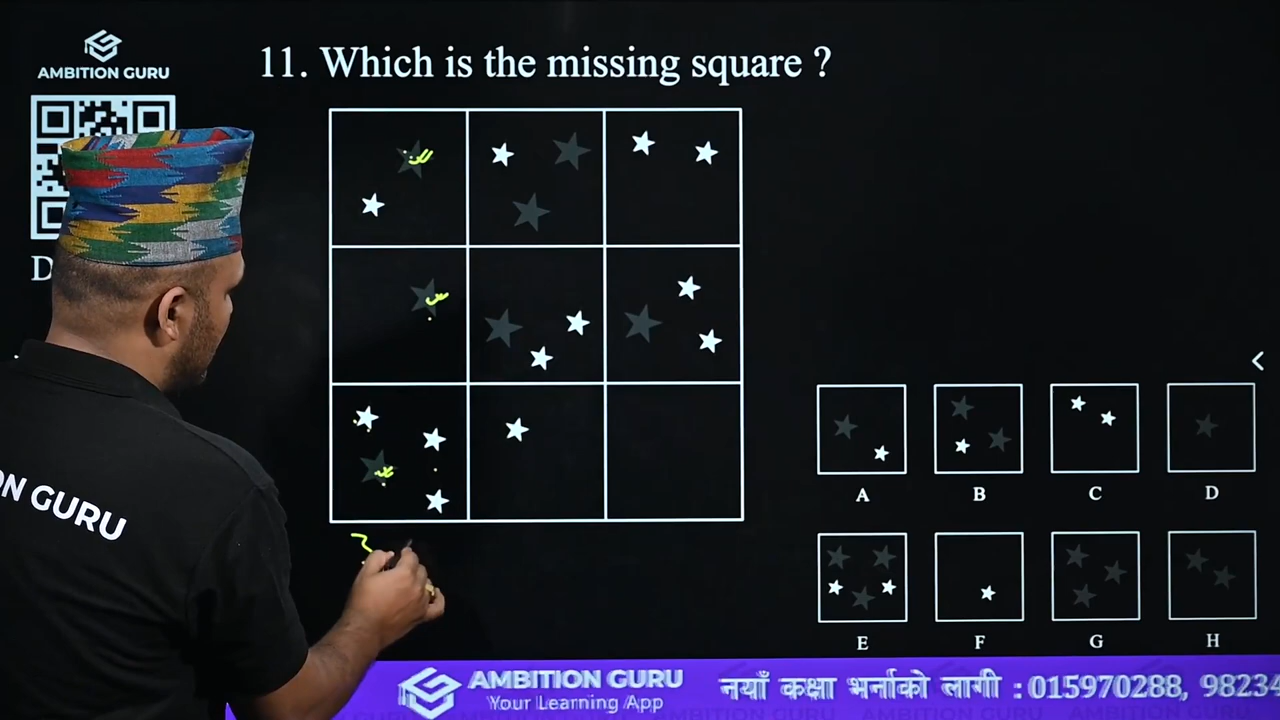 AMBITION GURU
11. Which is the missing square ?
D
ON GURU
A
B
C
D
E
F
G
H
AMBITION GURU
Your Learning App
नयाँ कक्षा भर्नाको लागी : 015970288, 98234